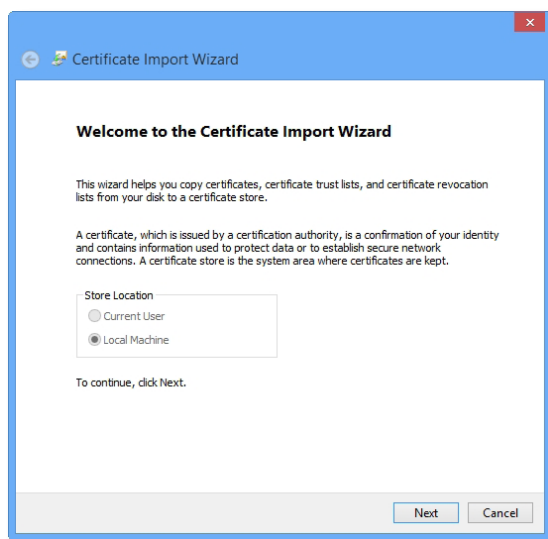 Certificate Import Wizard
Welcome to the Certificate Import Wizard
This wizard helps you copy certificates, certificate trust lists, and certificate revocation
lists from your disk to a certificate store.
A certificate, which is issued by a certification authority, is a confirmation of your identity
and contains information used to protect data or to establish secure network
connections. A certificate store is the system area where certificates are kept.
Store Location
Current User
Local Machine
To continue, click Next.
Next Cancel